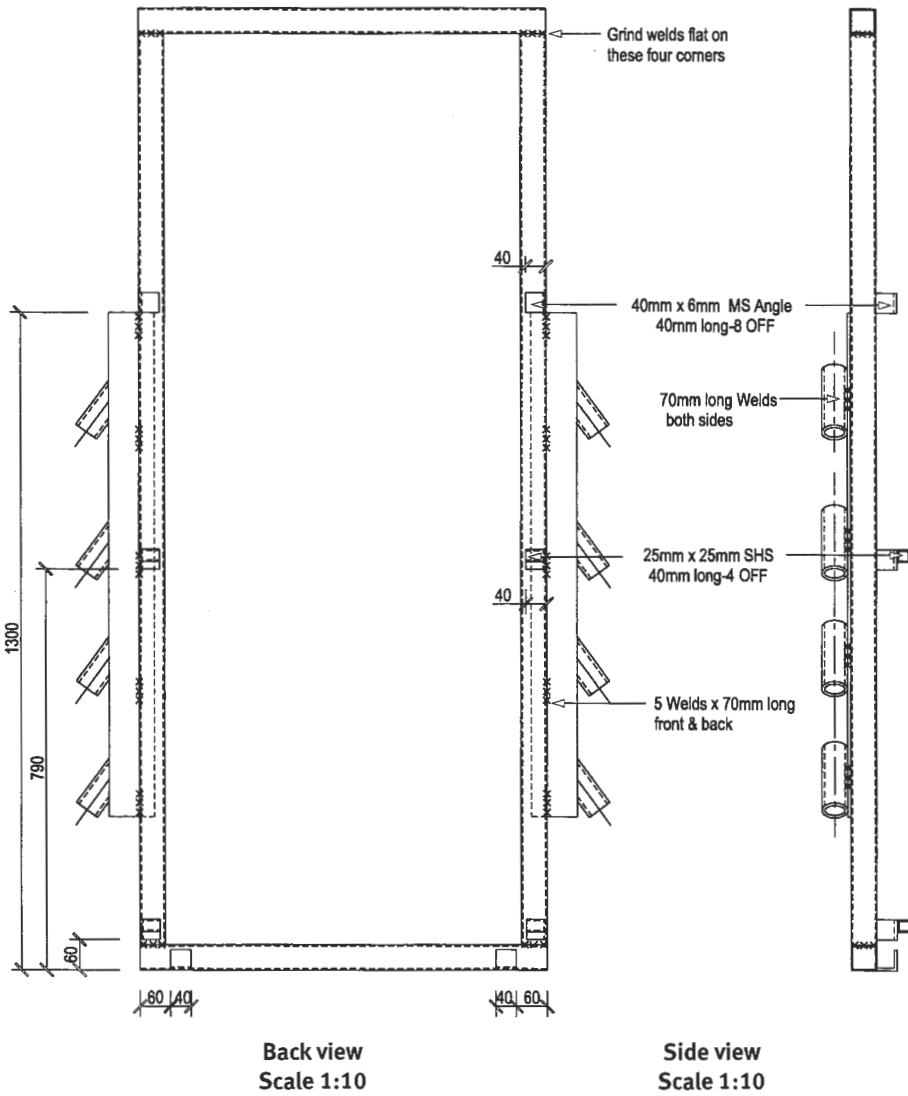 Grind welds flat on
these four corners
40
40mm x 6mm MS Angle
40mm long-8 OFF
70mm long Welds
both sides
25mm x 25mm SHS
40mm long-4 OFF
40
1300
790
5 Welds x 70mm long
front & back
60
60 40
40 60
Back view
Scale 1:10
Side view
Scale 1:10